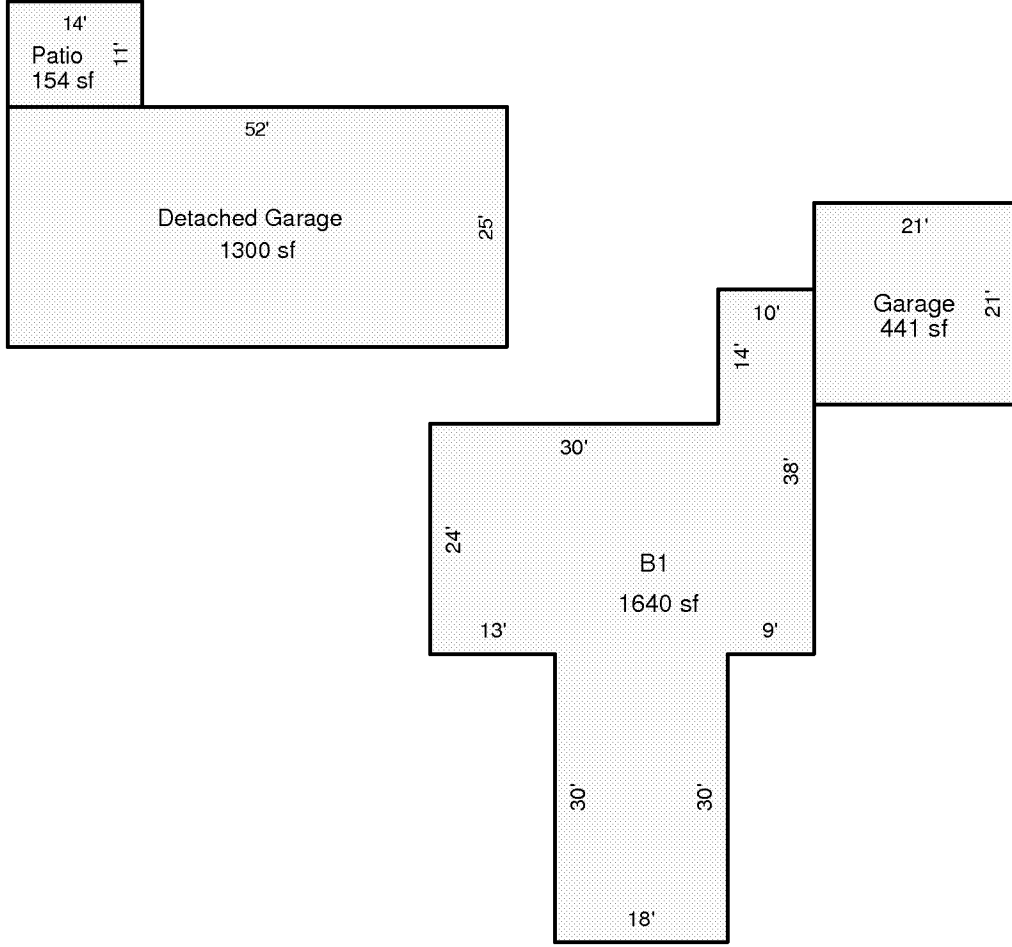 14'
11'
Patio
154 sf
52'
Detached Garage
25'
1300 sf
21'
Garage
21'
441 sf
10'
14'
30'
38'
24'
B1
1640 sf
13'
9'
30'
30'
18'